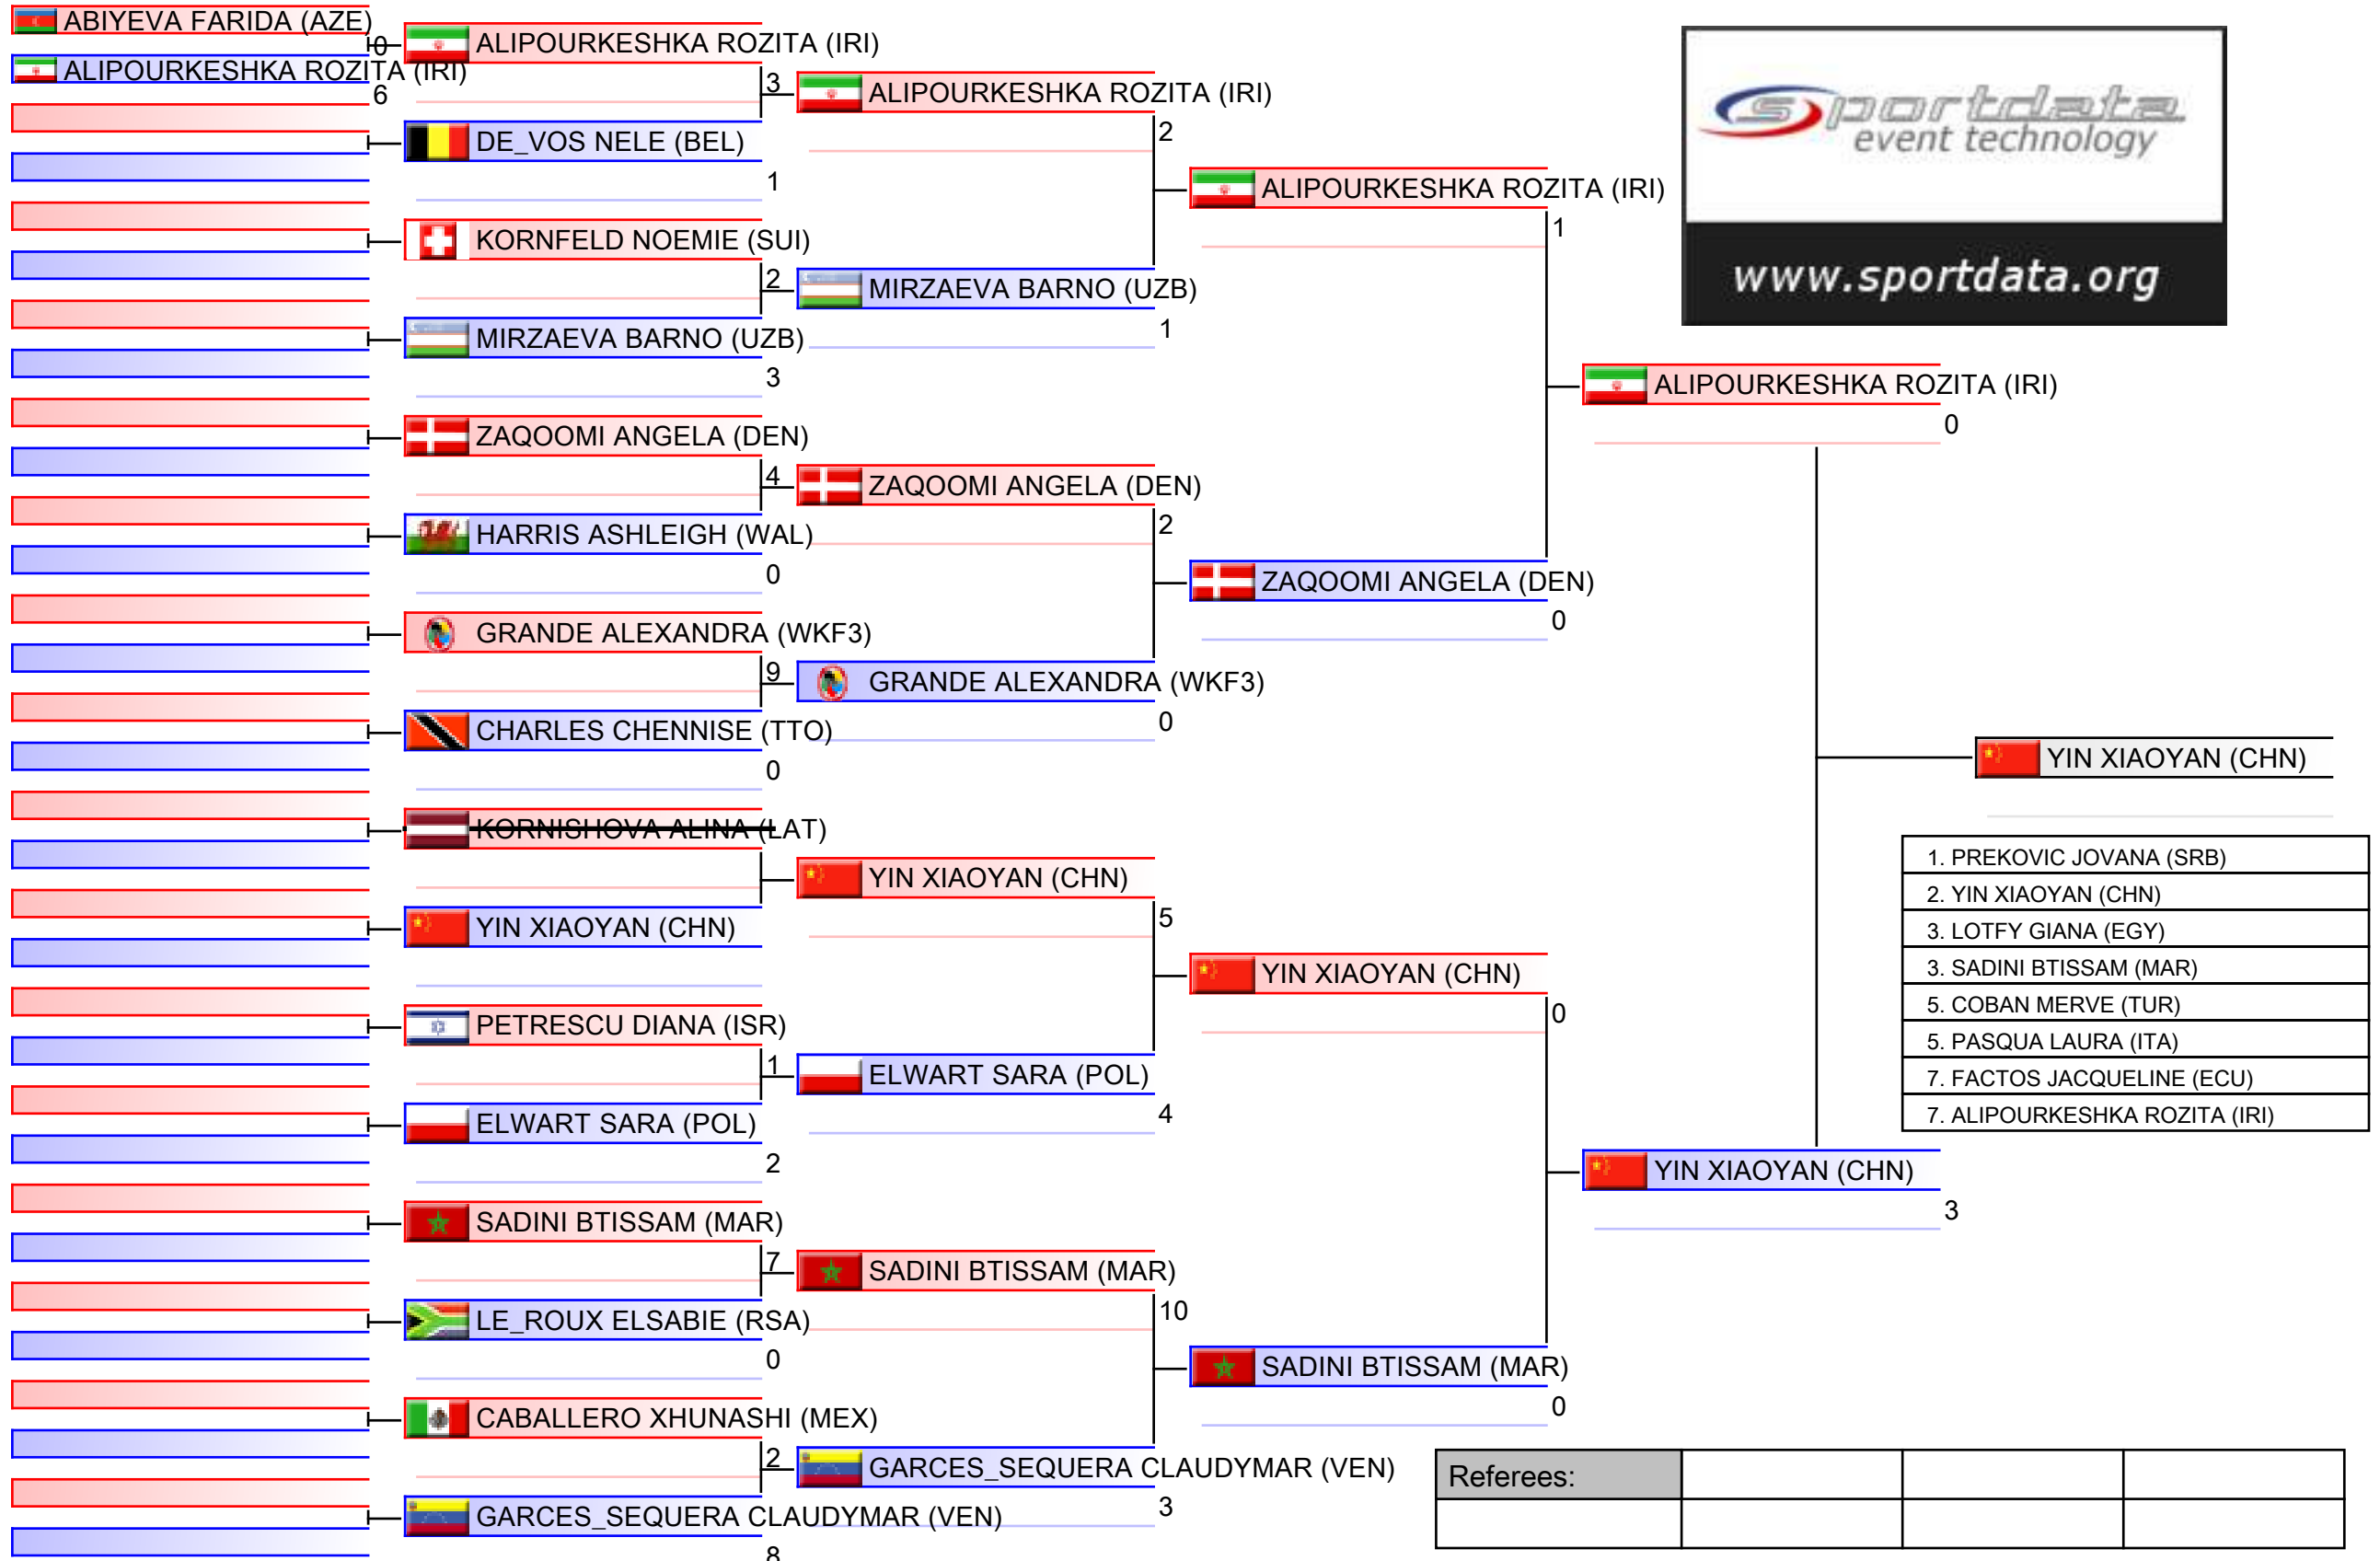 ABIYEVA FARIDA (AZE)
0
ALIPOURKESHKA ROZITA (IRI)
6
ALIPOURKESHKA ROZITA (IRI)
3
DE_VOS NELE (BEL)
1
KORNFELD NOEMIE (SUI)
2
MIRZAEVA BARNO (UZB)
3
ZAQOOMI ANGELA (DEN)
4
HARRIS ASHLEIGH (WAL)
0
GRANDE ALEXANDRA (WKF3)
9
CHARLES CHENNISE (TTO)
0
KORNISHOVA ALINA (LAT)
YIN XIAOYAN (CHN)
PETRESCU DIANA (ISR)
1
ELWART SARA (POL)
2
SADINI BTISSAM (MAR)
7
LE_ROUX ELSABIE (RSA)
0
CABALLERO XHUNASHI (MEX)
2
GARCES_SEQUERA CLAUDYMAR (VEN)
8
ALIPOURKESHKA ROZITA (IRI)
2
MIRZAEVA BARNO (UZB)
1
ZAQOOMI ANGELA (DEN)
2
GRANDE ALEXANDRA (WKF3)
0
YIN XIAOYAN (CHN)
5
ELWART SARA (POL)
4
SADINI BTISSAM (MAR)
10
GARCES_SEQUERA CLAUDYMAR (VEN)
3
ALIPOURKESHKA ROZITA (IRI)
1
ZAQOOMI ANGELA (DEN)
0
YIN XIAOYAN (CHN)
0
SADINI BTISSAM (MAR)
0
ALIPOURKESHKA ROZITA (IRI)
0
YIN XIAOYAN (CHN)
3
YIN XIAOYAN (CHN)
sportdata
event technology
www.sportdata.org
1. PREKOVIC JOVANA (SRB)
2. YIN XIAOYAN (CHN)
3. LOTFY GIANA (EGY)
3. SADINI BTISSAM (MAR)
5. COBAN MERVE (TUR)
5. PASQUA LAURA (ITA)
7. FACTOS JACQUELINE (ECU)
7. ALIPOURKESHKA ROZITA (IRI)
Referees: